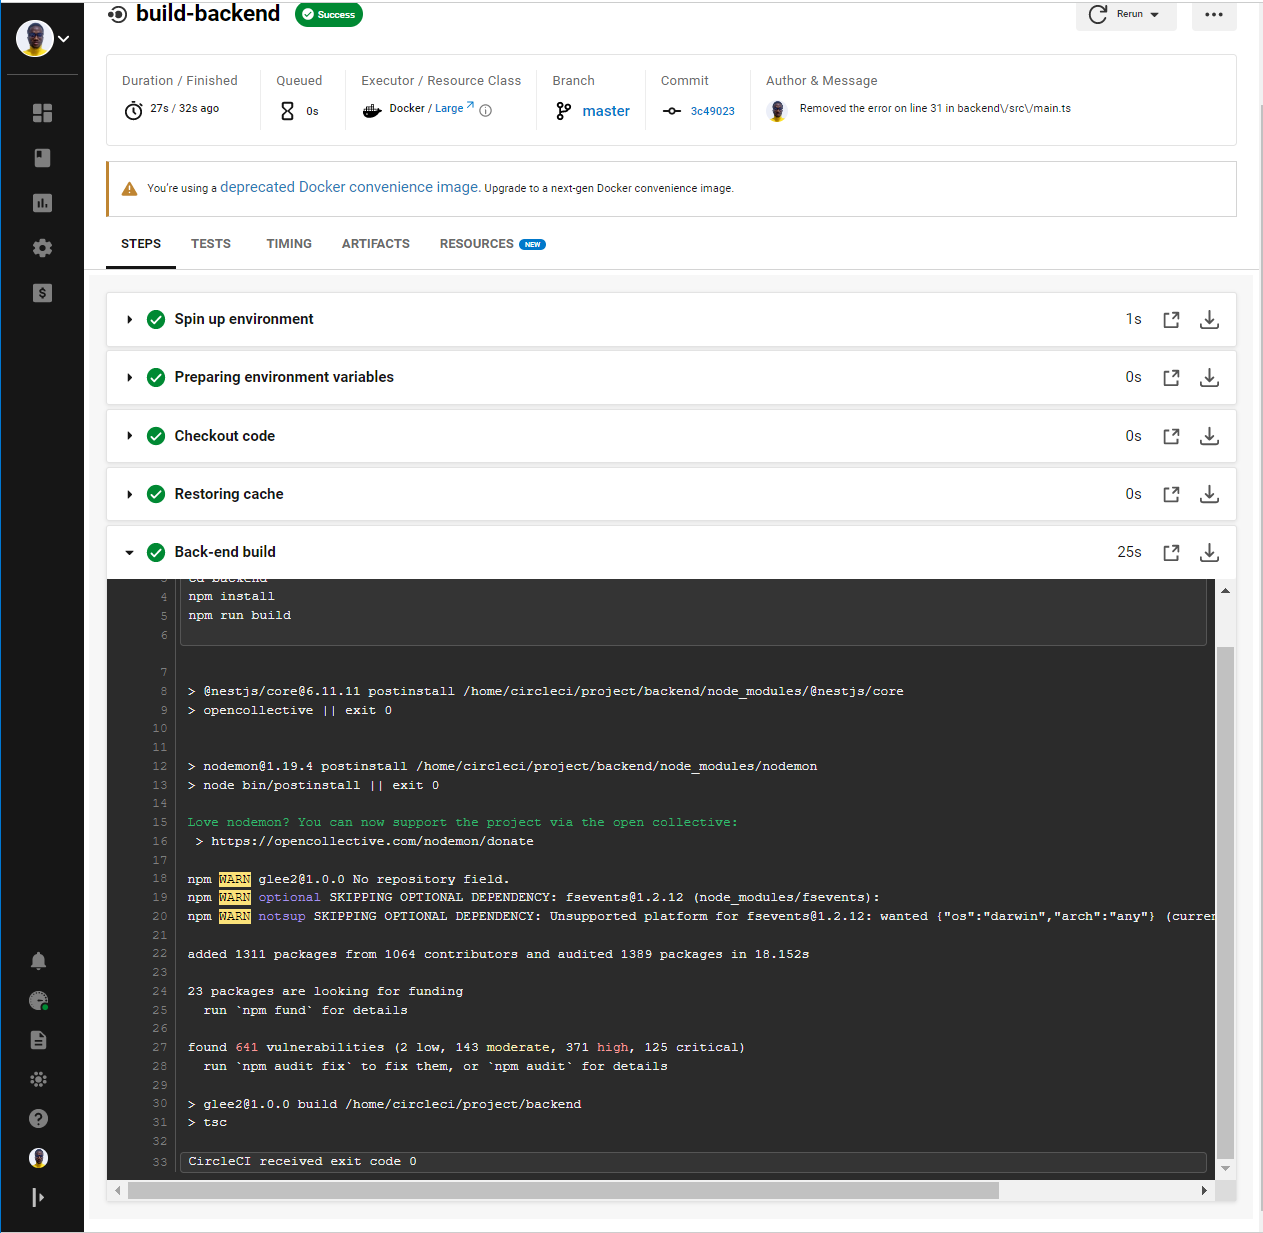 build-backend
Success
Rerun
Duration / Finished
Queued
Executor / Resource Class
Branch
Commit
Author & Message
27s / 32s ago
0s
Docker / Large
master
3c49023
Removed the error on line 31 in backend\/src\/main.ts
You're using a deprecated Docker convenience image. Upgrade to a next-gen Docker convenience image.
STEPS
TESTS
TIMING
ARTIFACTS
RESOURCES NEW
Spin up environment 1s
Preparing environment variables 0s
Checkout code 0s
Restoring cache 0s
Back-end build 25s
3 cd backend
4 npm install
5 npm run build
6
7
8 > @nestjs/core@6.11.11 postinstall /home/circleci/project/backend/node_modules/@nestjs/core
9 > opencollective || exit 0
10
11
12 > nodemon@1.19.4 postinstall /home/circleci/project/backend/node_modules/nodemon
13 > node bin/postinstall || exit 0
14
15 Love nodemon? You can now support the project via the open collective:
16 > https://opencollective.com/nodemon/donate
17
18 npm WARN glee2@1.0.0 No repository field.
19 npm WARN optional SKIPPING OPTIONAL DEPENDENCY: fsevents@1.2.12 (node_modules/fsevents):
20 npm WARN notsup SKIPPING OPTIONAL DEPENDENCY: Unsupported platform for fsevents@1.2.12: wanted {"os":"darwin","arch":"any"} (curren
21
22 added 1311 packages from 1064 contributors and audited 1389 packages in 18.152s
23
24 23 packages are looking for funding
25 run `npm fund` for details
26
27 found 641 vulnerabilities (2 low, 143 moderate, 371 high, 125 critical)
28 run `npm audit fix` to fix them, or `npm audit` for details
29
30 > glee2@1.0.0 build /home/circleci/project/backend
31 > tsc
32
33 CircleCI received exit code 0